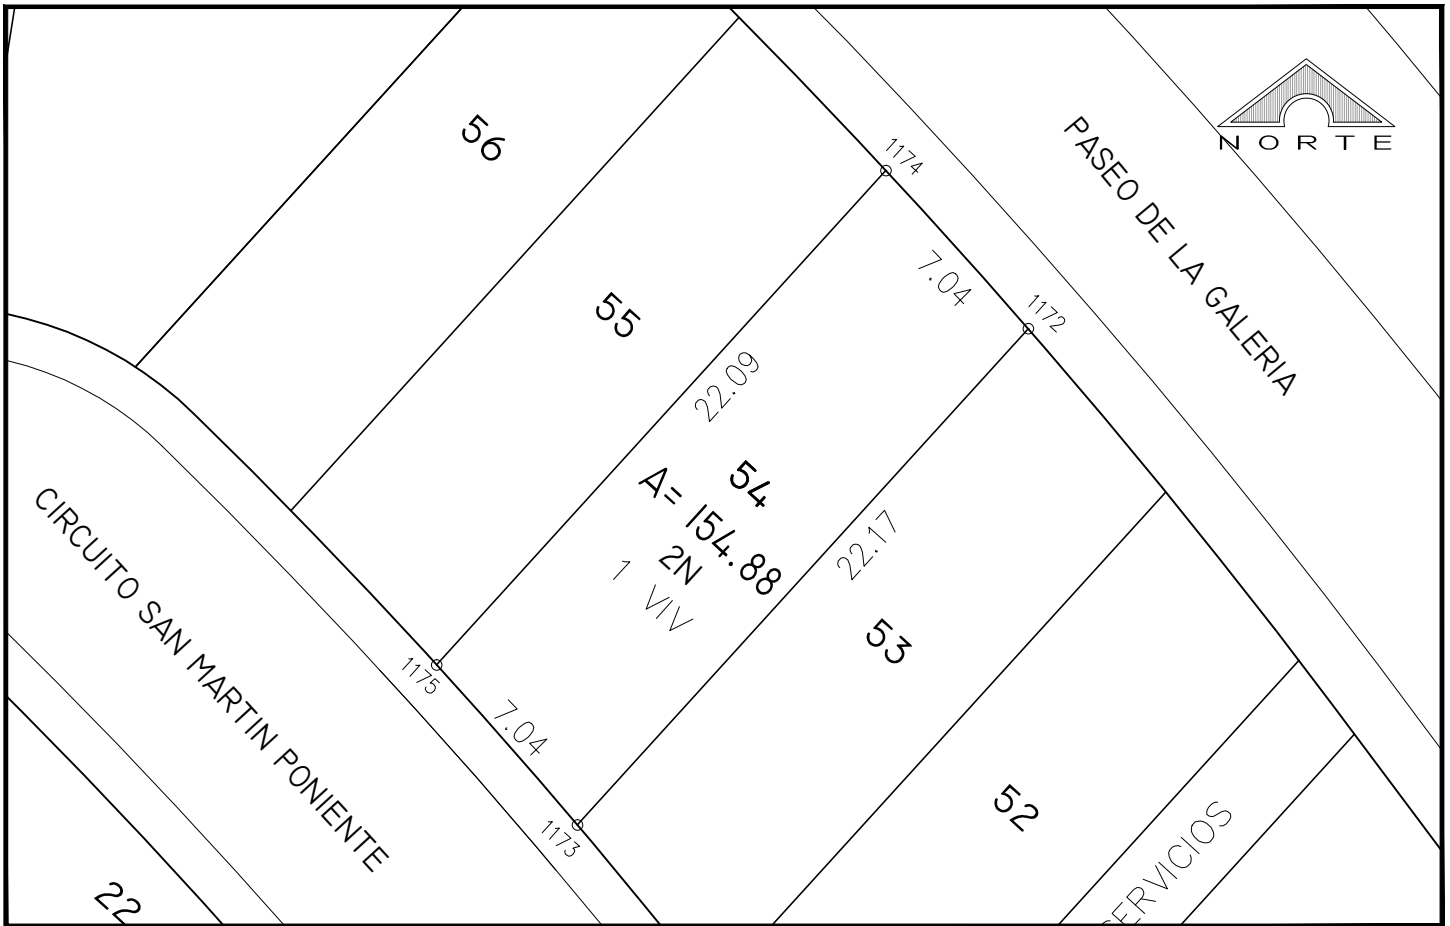 56
1174
NORTE
PASEO DE LA GALERIA
7.04
1172
55
22.09
54
A= 154.88
2N
1 VIV
22.17
CIRCUITO SAN MARTIN PONIENTE
53
1175
7.04
1173
52
SERVICIOS
22